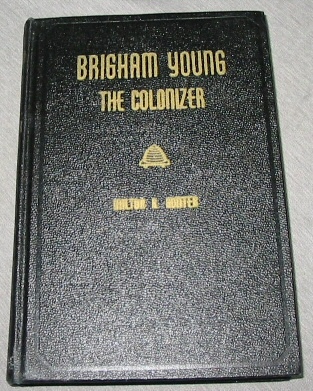 BRIGHAM YOUNG
THE COLONIZER
MILTON R. HUNTER